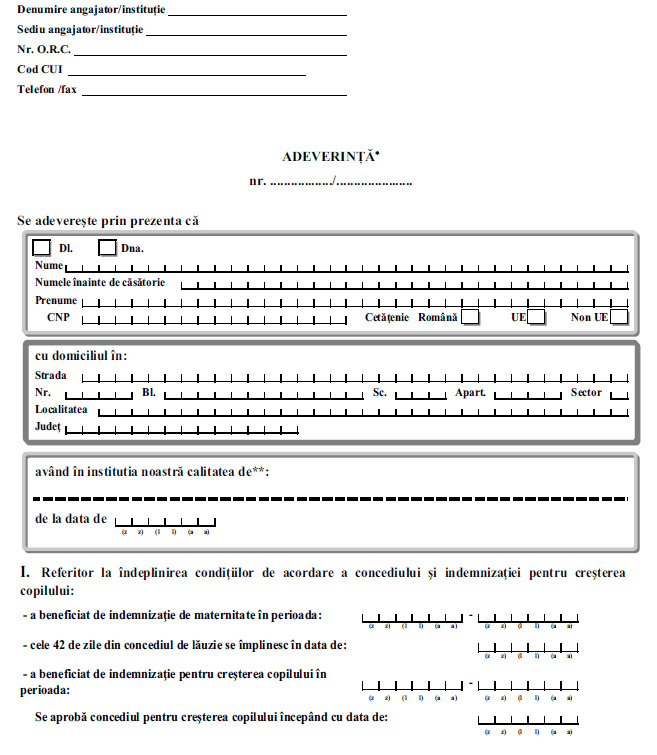 Denumire angajator/instituție
Sediu angajator/instituție
Nr. O.R.C.
Cod CUI
Telefon /fax
ADEVERINȚĂ*
nr. ................../......................
Se adeverește prin prezenta că
Dl. Dna.
Nume
Numele înainte de căsătorie
Prenume
CNP Cetățenie Română UE Non UE
cu domiciliul în:
Strada
Nr. Bl. Sc. Apart. Sector
Localitatea
Județ
având în institutia noastră calitatea de**:
de la data de
(z z) (l l) (a a)
I. Referitor la îndeplinirea condițiilor de acordare a concediului și indemnizației pentru creșterea
copilului:
- a beneficiat de indemnizație de maternitate în perioada: -
(z z) (l l) (a a) (z z) (l l) (a a)
- cele 42 de zile din concediul de lăuzie se împlinesc în data de:
(z z) (l l) (a a)
- a beneficiat de indemnizație pentru creșterea copilului în
perioada: -
(z z) (l l) (a a) (z z) (l l) (a a)
Se aprobă concediul pentru creșterea copilului începând cu data de:
(z z) (l l) (a a)